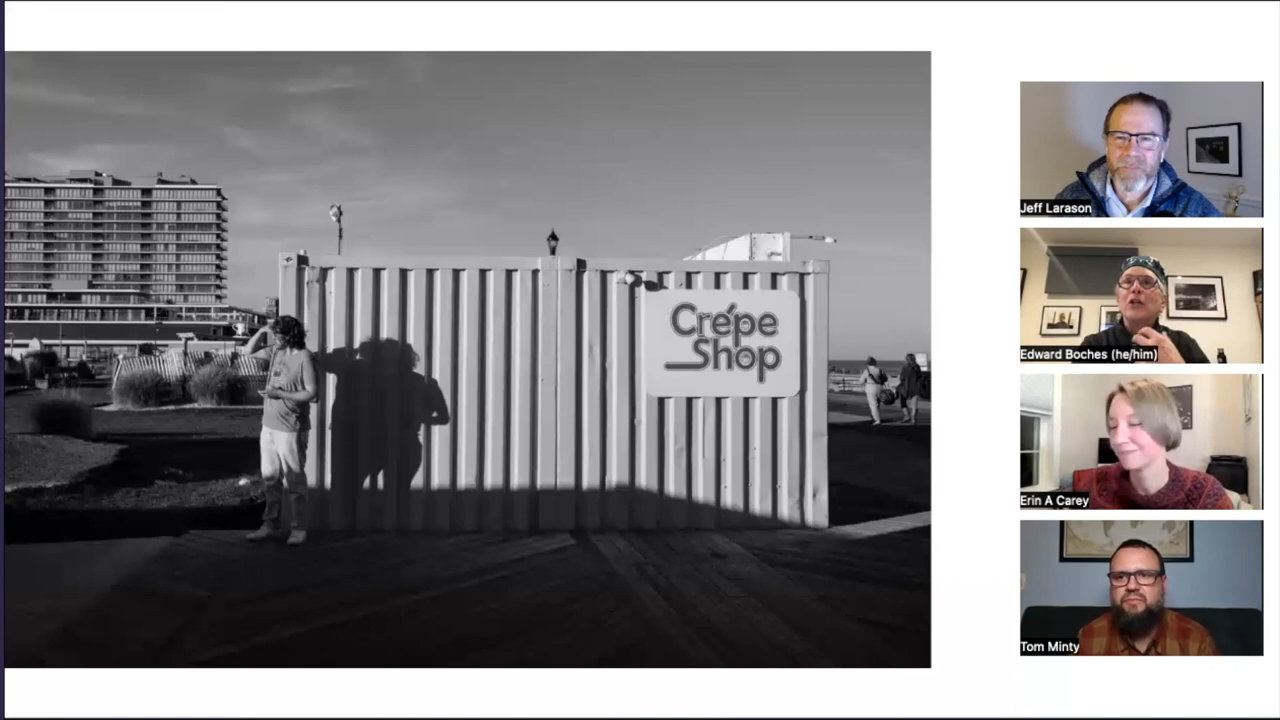 Crépe
Shop
Jeff Larason
Edward Boches (he/him)
Erin A Carey
Tom Minty